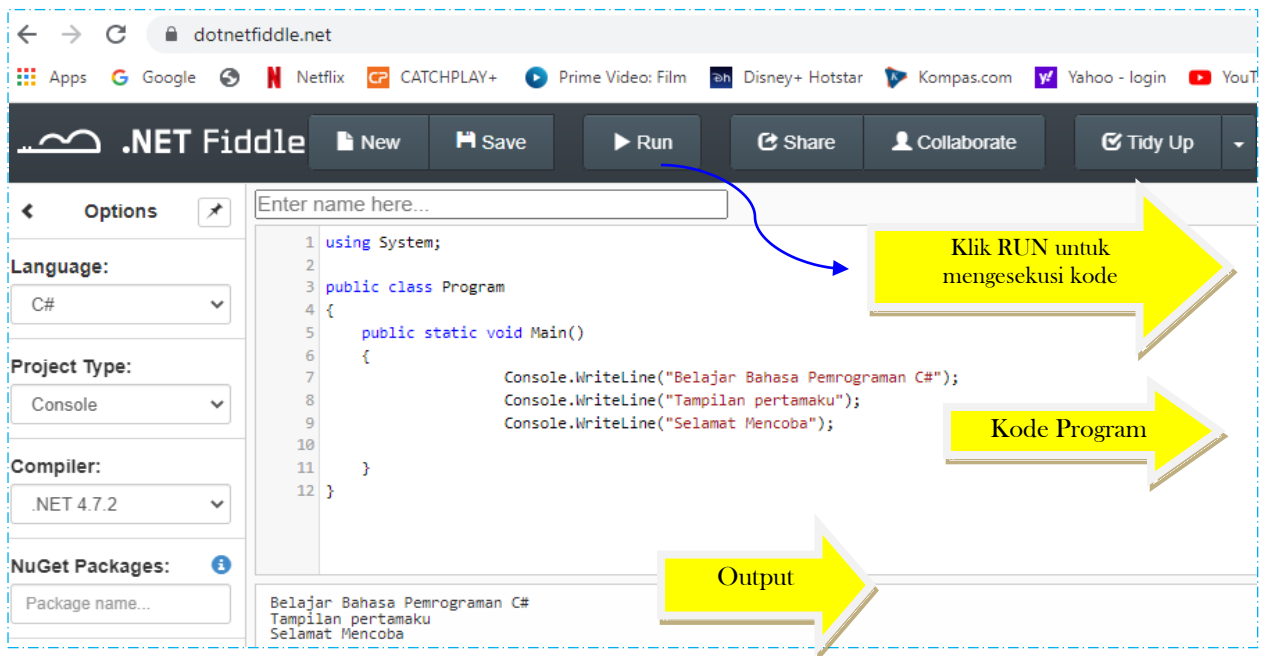 dotnetfiddle.net
Apps Google Netflix CATCHPLAY+ Prime Video: Film Disney+ Hotstar Kompas.com Yahoo - login
.NET Fiddle New Save Run Share Collaborate Tidy Up
Options
Enter name here...
Language:
C#
Project Type:
Console
Compiler:
.NET 4.7.2
NuGet Packages:
Package name...
1 using System;
2
3 public class Program
4 {
5 public static void Main()
6 {
7 Console.WriteLine("Belajar Bahasa Pemrograman C#");
8 Console.WriteLine("Tampilan pertamaku");
9 Console.WriteLine("Selamat Mencoba");
10
11 }
12 }
Klik RUN untuk
mengesekusi kode
Kode Program
Output
Belajar Bahasa Pemrograman C#
Tampilan pertamaku
Selamat Mencoba